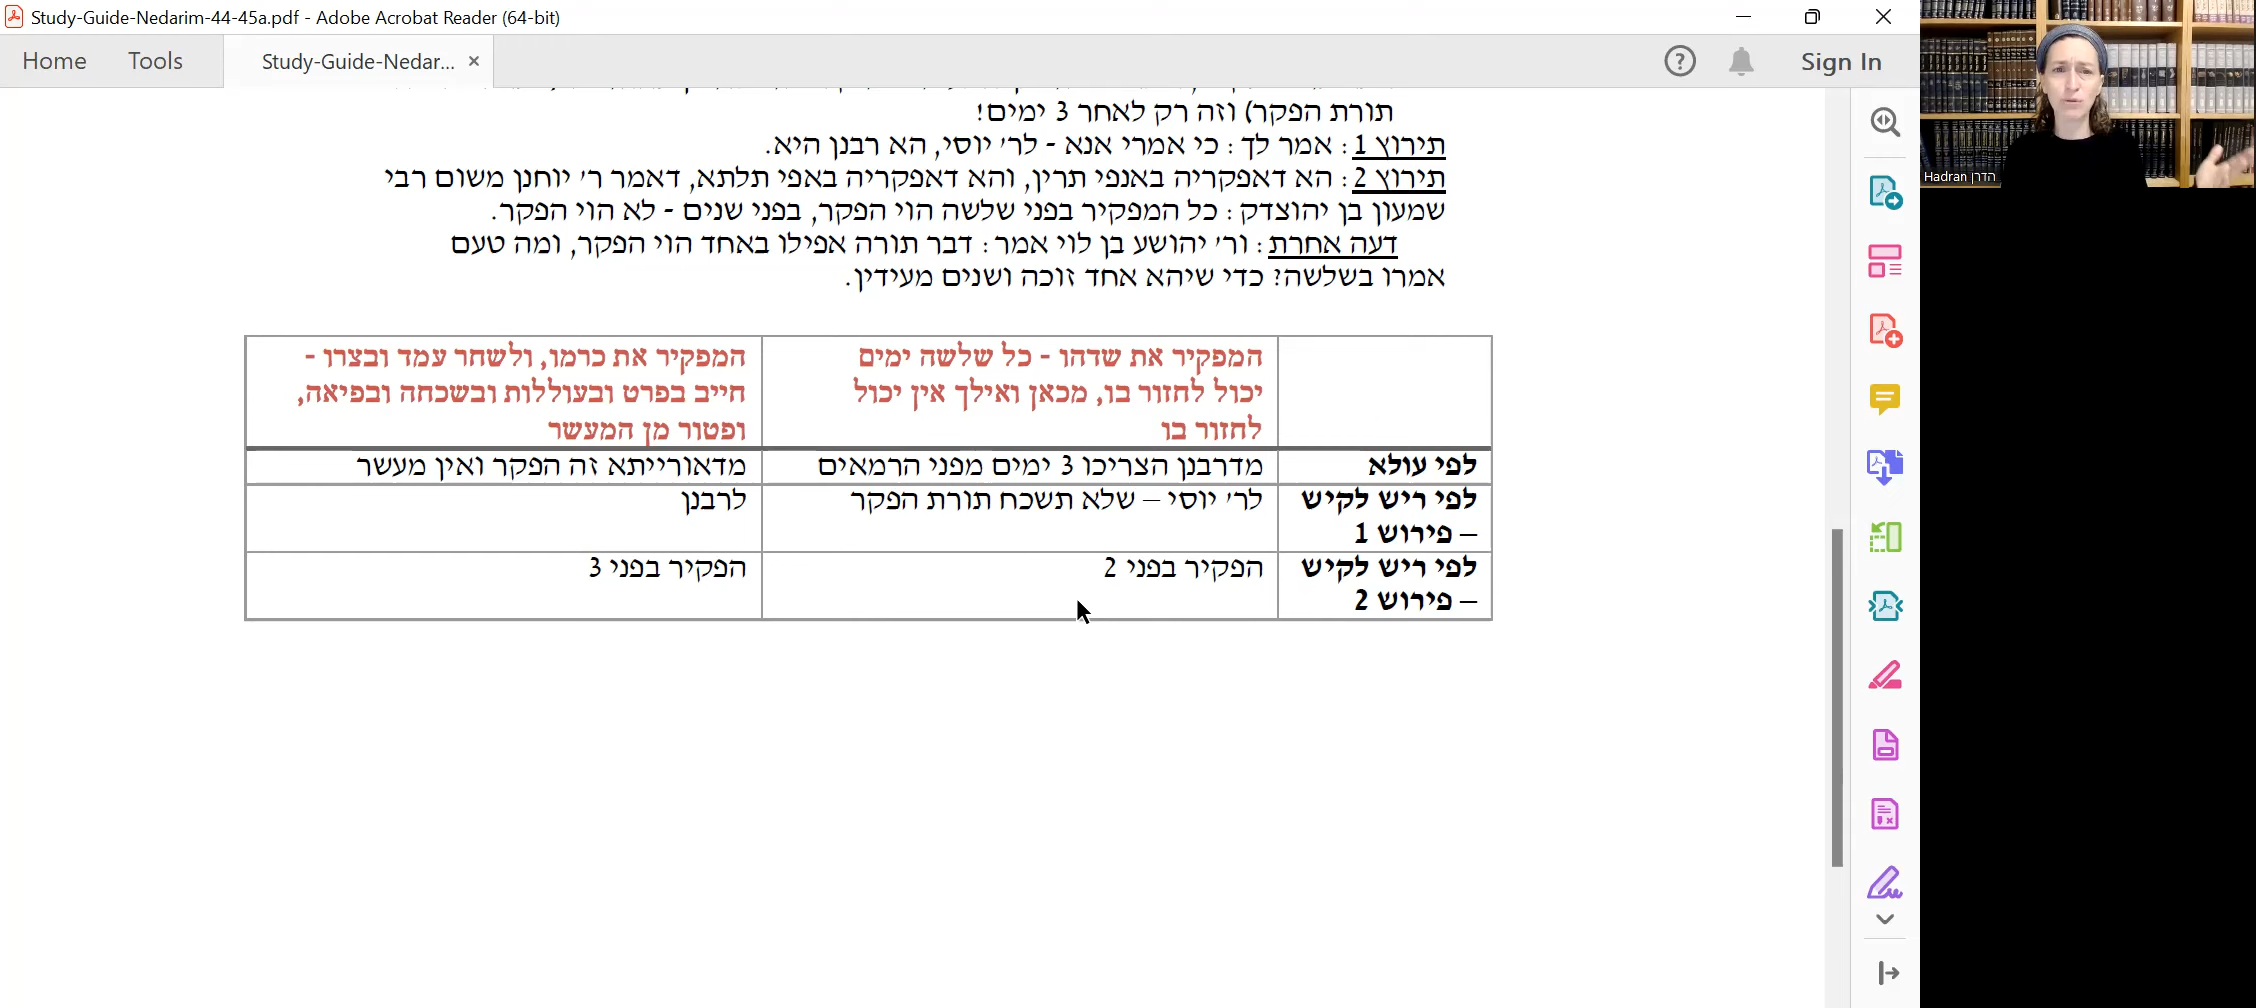 Study-Guide-Nedarim-44-45a.pdf - Adobe Acrobat Reader (64-bit)
Home Tools Study-Guide-Nedar... × Sign In
תורת הפקר) וזה רק לאחר 3 ימים!
תירוץ 1: אמר לך: כי אמרי אנא - לר׳ יוסי, הא רבנן היא.
תירוץ 2: הא דאפקריה באנפי תרין, והא דאפקריה באפי תלתא, דאמר ר׳ יוחנן משום רבי
שמעון בן יהוצדק: כל המפקיר בפני שלשה הוי הפקר, בפני שנים - לא הוי הפקר.
דעה אחרת: ור׳ יהושע בן לוי אמר: דבר תורה אפילו באחד הוי הפקר, ומה טעם
אמרו בשלשה? כדי שיהא אחד זוכה ושנים מעידין.
המפקיר את שדהו - כל שלשה ימים
יכול לחזור בו, מכאן ואילך אין יכול
לחזור בו
המפקיר את כרמו, ולשחר עמד ובצרו -
חייב בפרט ובעוללות ובשכחה ובפיאה,
ופטור מן המעשר
לפי עולא
מדרבנן הצריכו 3 ימים מפני הרמאים
מדאורייתא זה הפקר ואין מעשר
לפי ריש לקיש
– פירוש 1
לר׳ יוסי – שלא תשכח תורת הפקר
לרבנן
לפי ריש לקיש
– פירוש 2
הפקיר בפני 2
הפקיר בפני 3
Hadran הדרן